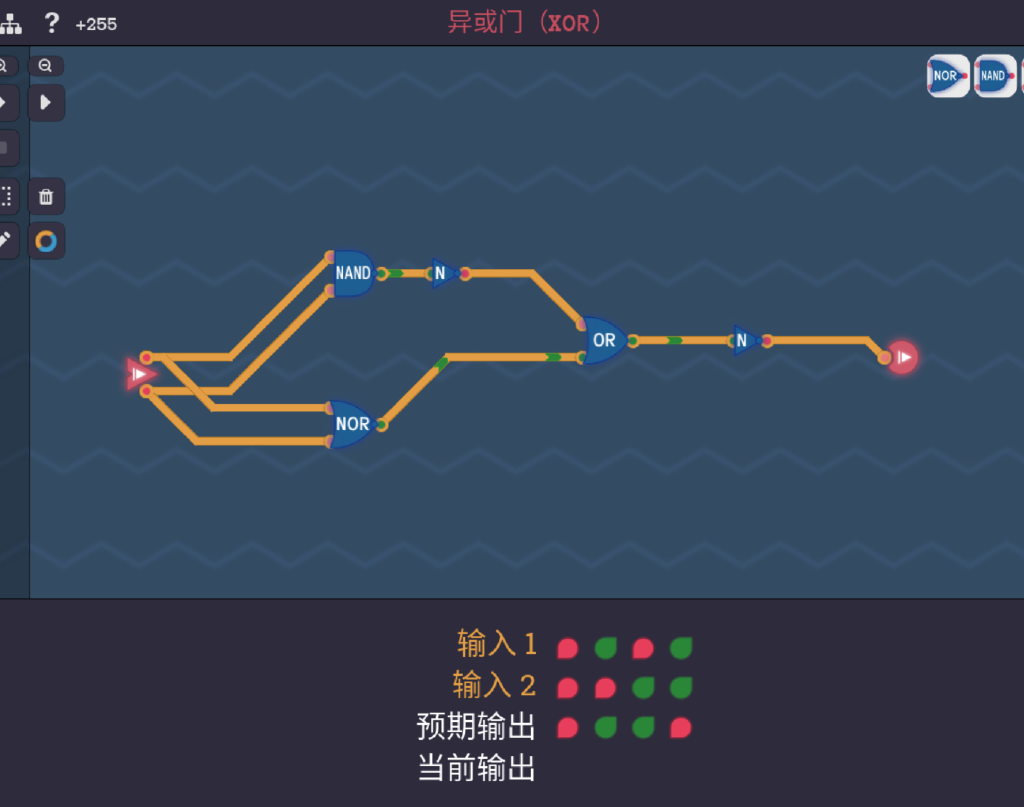 ? +255
异或门（XOR）
NOR NAND
NAND N
OR N
NOR
输入 1
输入 2
预期输出
当前输出